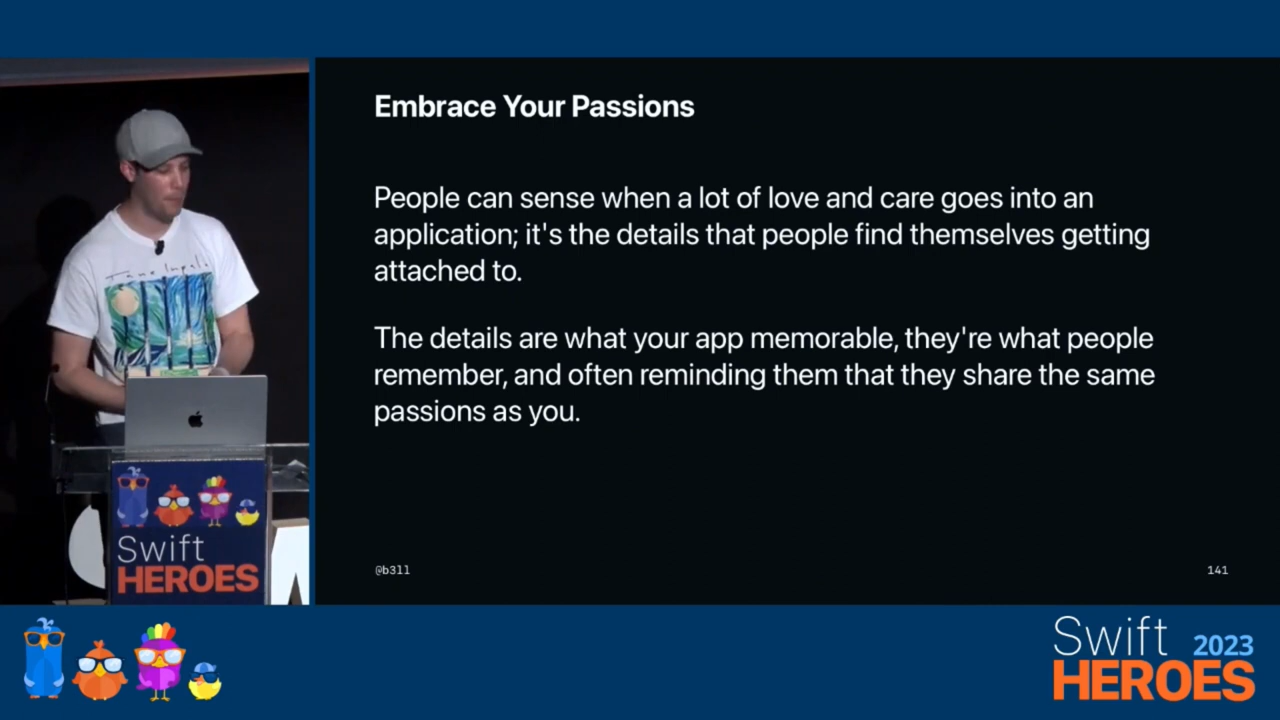 Embrace Your Passions
People can sense when a lot of love and care goes into an
application; it's the details that people find themselves getting
attached to.
The details are what your app memorable, they're what people
remember, and often reminding them that they share the same
passions as you.
@b3ll
141
Tame Impala
Swift
HEROES
Swift 2023
HEROES